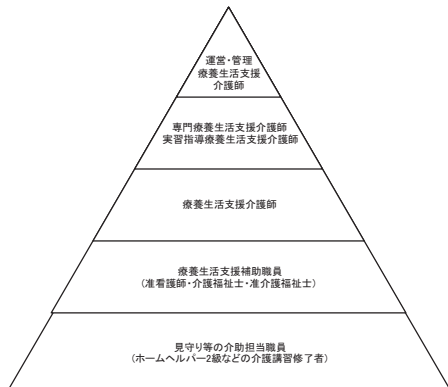 運営・管理
療養生活支援
介護師
専門療養生活支援介護師
実習指導療養生活支援介護師
療養生活支援介護師
療養生活支援補助職員
(准看護師・介護福祉士・准介護福祉士)
見守り等の介助担当職員
(ホームヘルパー2級などの介護講習修了者)